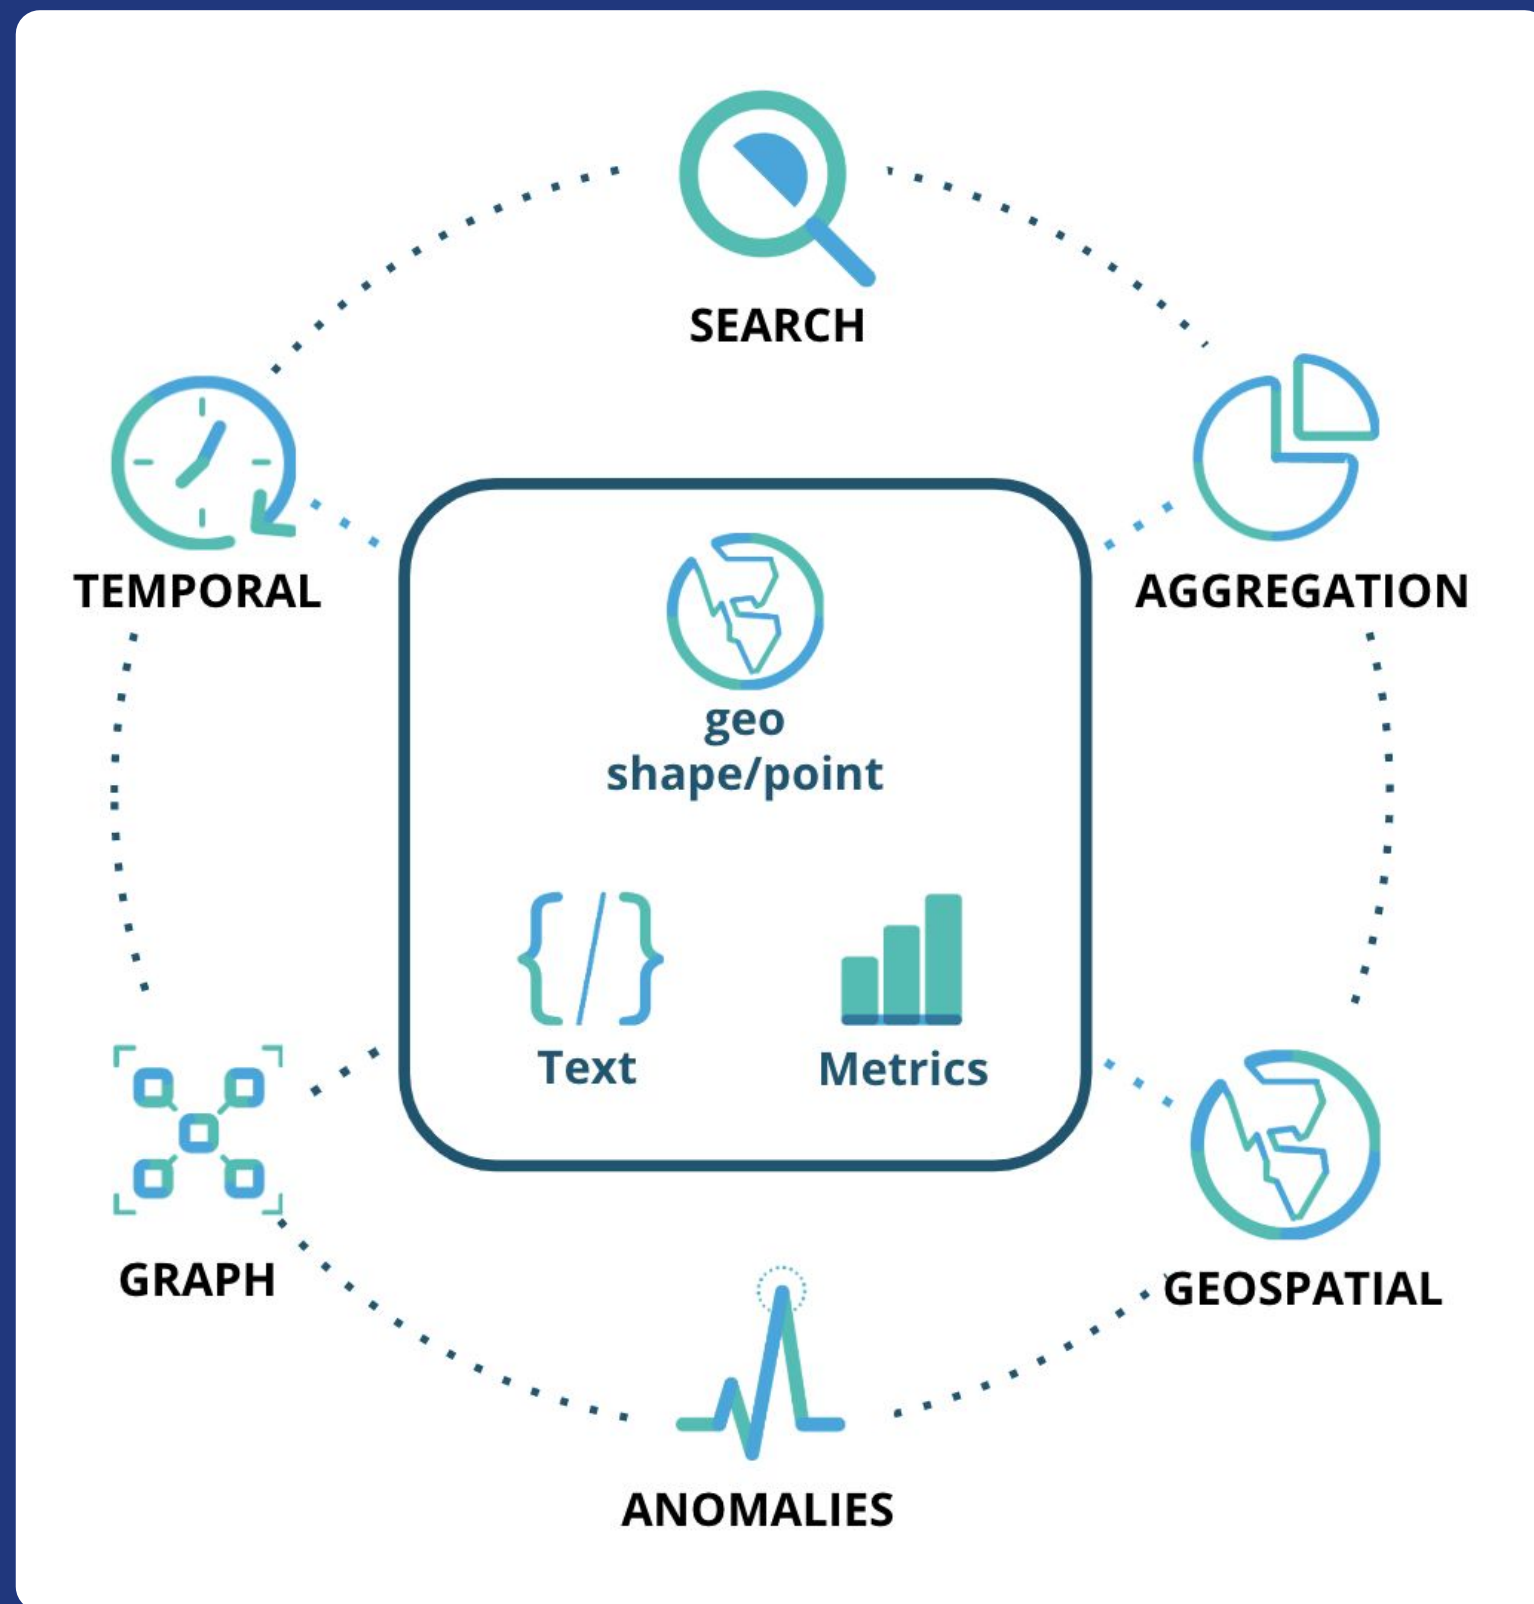 SEARCH
TEMPORAL
AGGREGATION
geo
shape/point
Text
Metrics
GRAPH
GEOSPATIAL
ANOMALIES